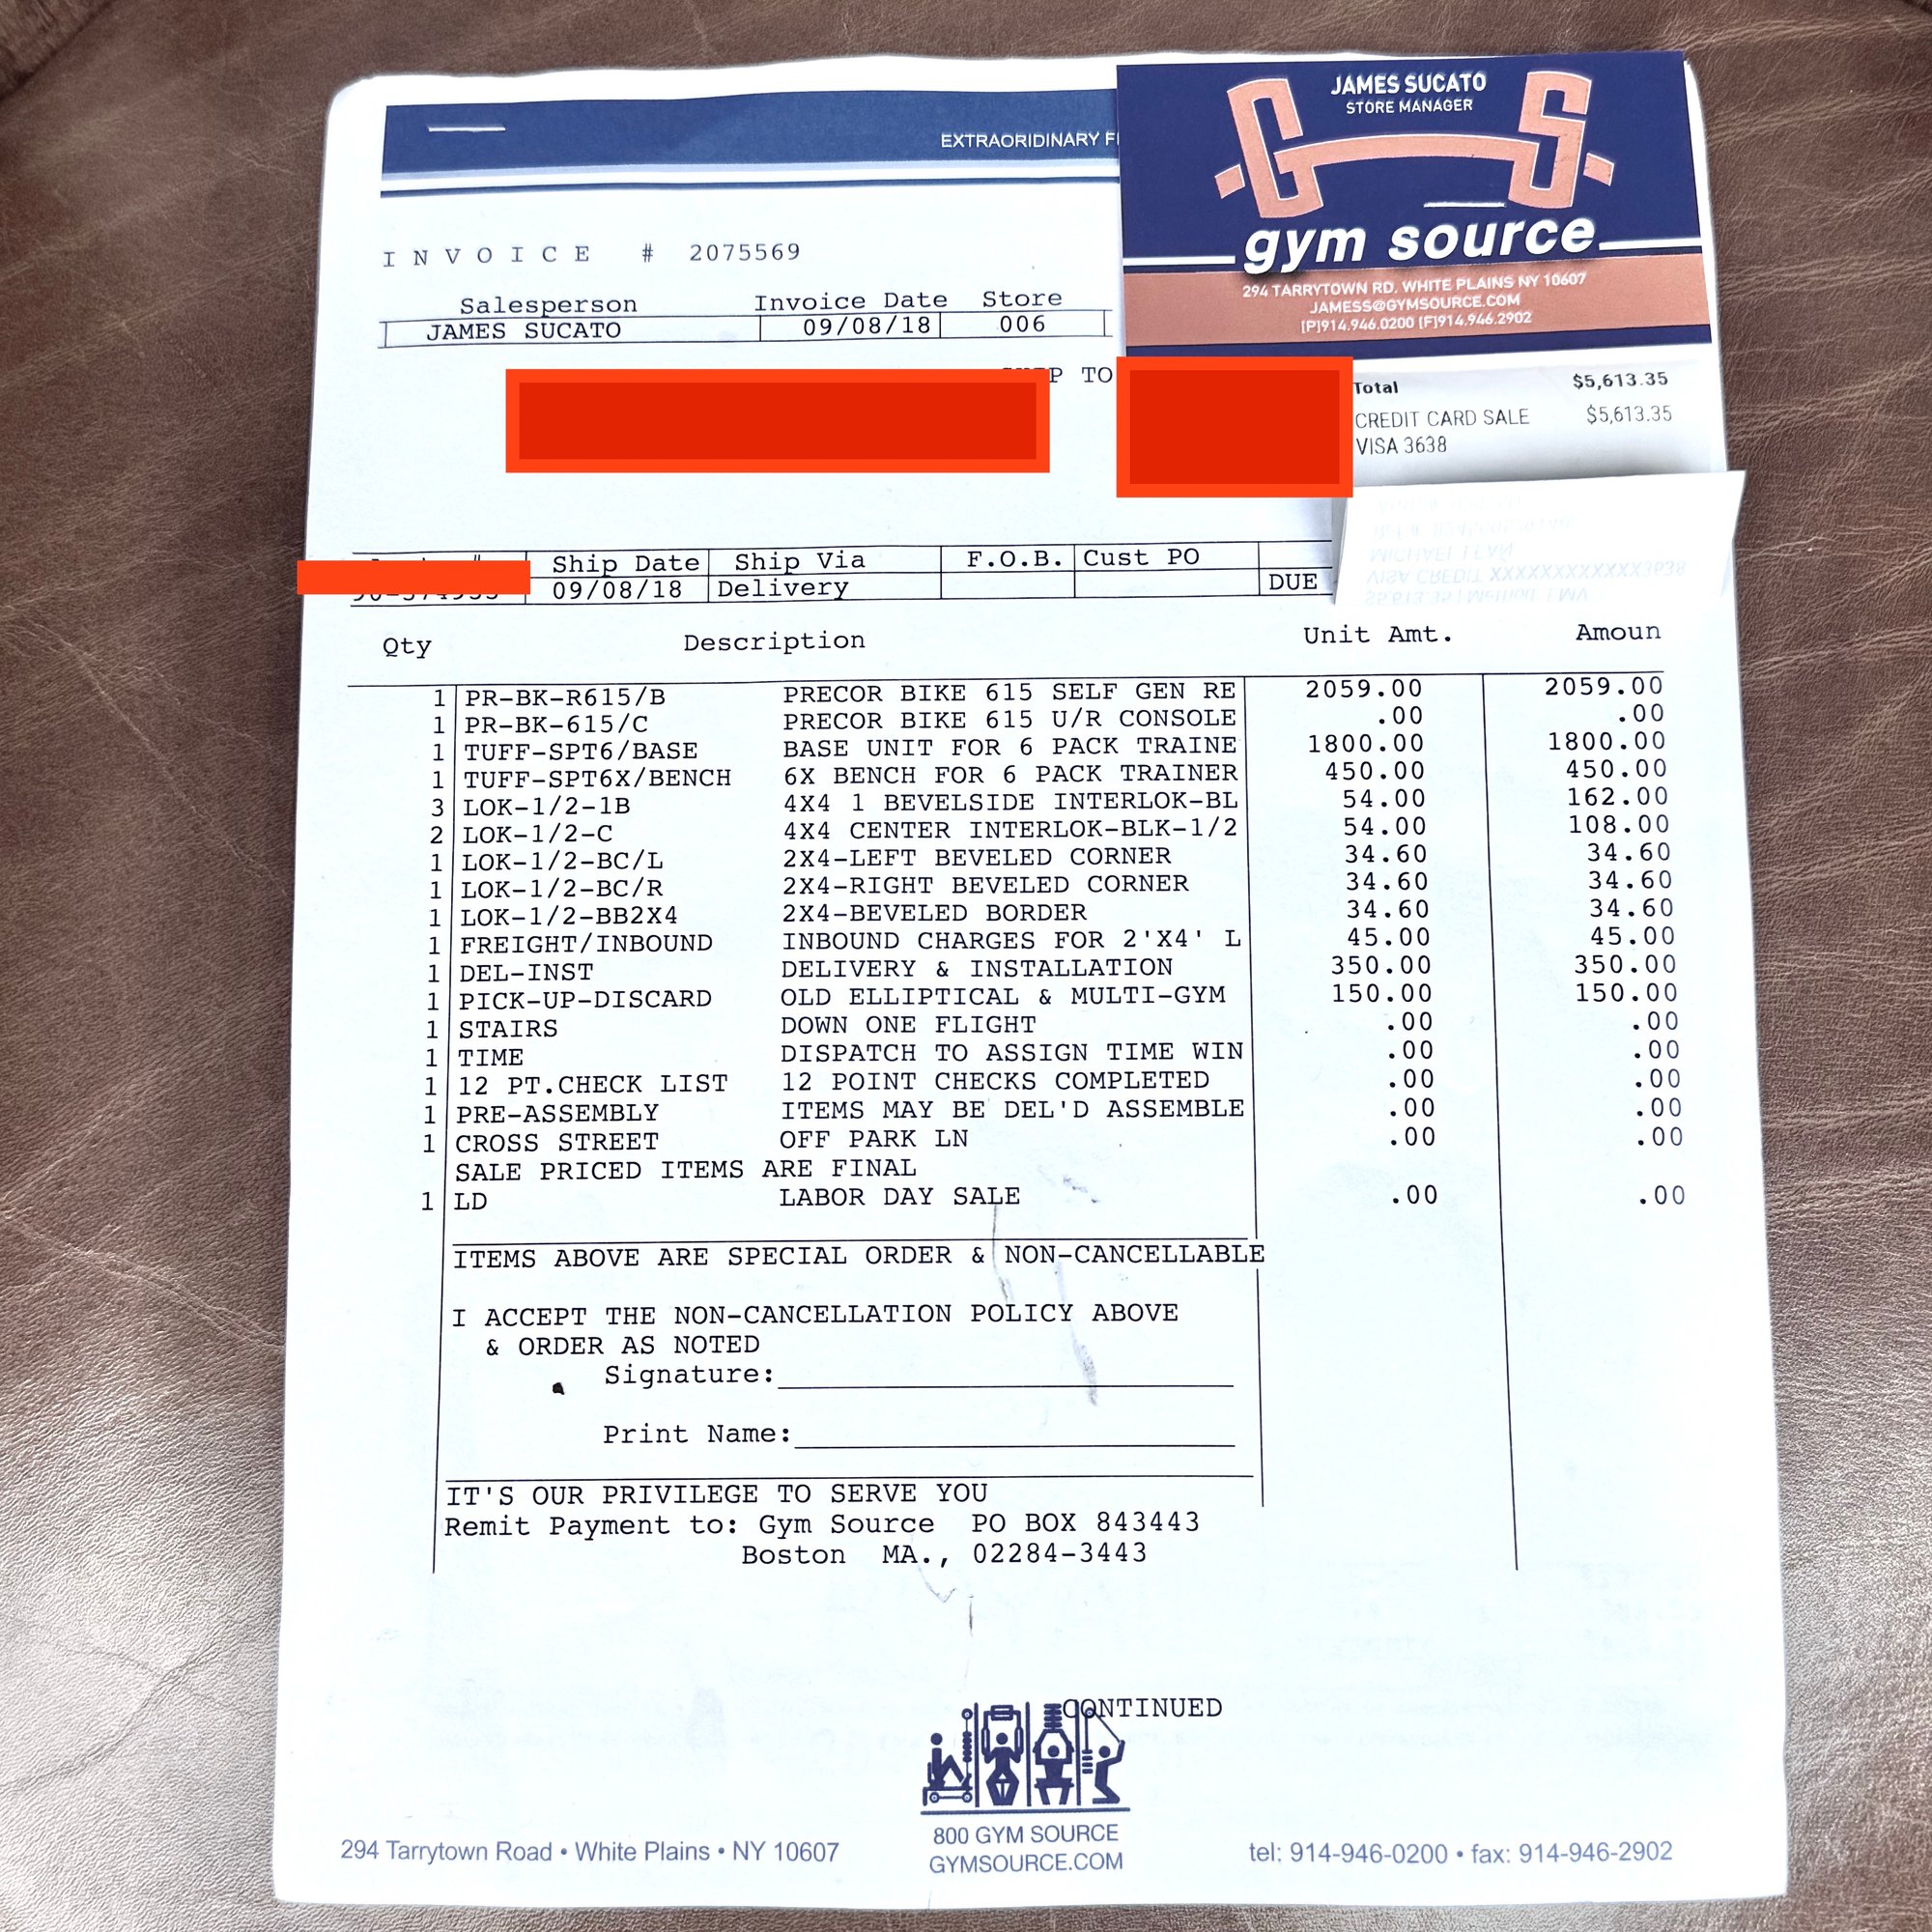 EXTRAORIDINARY
JAMES SUCATO
STORE MANAGER
GS
gym source
294 TARRYTOWN RD. WHITE PLAINS NY 10607
JAMESS@GYMSOURCE.COM
[P]914.946.0200 [F]914.946.2902
INVOICE # 2075569
Salesperson Invoice Date Store
JAMES SUCATO 09/08/18 006
TO
Total $5,613.35
CREDIT CARD SALE $5,613.35
VISA 3638
Ship Date Ship Via F.O.B. Cust PO
09/08/18 Delivery DUE
Qty Description Unit Amt. Amoun
1 PR-BK-R615/B PRECOR BIKE 615 SELF GEN RE 2059.00 2059.00
1 PR-BK-615/C PRECOR BIKE 615 U/R CONSOLE .00 .00
1 TUFF-SPT6/BASE BASE UNIT FOR 6 PACK TRAINE 1800.00 1800.00
1 TUFF-SPT6X/BENCH 6X BENCH FOR 6 PACK TRAINER 450.00 450.00
3 LOK-1/2-1B 4X4 1 BEVELSIDE INTERLOK-BL 54.00 162.00
2 LOK-1/2-C 4X4 CENTER INTERLOK-BLK-1/2 54.00 108.00
1 LOK-1/2-BC/L 2X4-LEFT BEVELED CORNER 34.60 34.60
1 LOK-1/2-BC/R 2X4-RIGHT BEVELED CORNER 34.60 34.60
1 LOK-1/2-BB2X4 2X4-BEVELED BORDER 34.60 34.60
1 FREIGHT/INBOUND INBOUND CHARGES FOR 2'X4' L 45.00 45.00
1 DEL-INST DELIVERY & INSTALLATION 350.00 350.00
1 PICK-UP-DISCARD OLD ELLIPTICAL & MULTI-GYM 150.00 150.00
1 STAIRS DOWN ONE FLIGHT .00 .00
1 TIME DISPATCH TO ASSIGN TIME WIN .00 .00
1 12 PT.CHECK LIST 12 POINT CHECKS COMPLETED .00 .00
1 PRE-ASSEMBLY ITEMS MAY BE DEL'D ASSEMBLE .00 .00
1 CROSS STREET OFF PARK LN .00 .00
SALE PRICED ITEMS ARE FINAL
1 LD LABOR DAY SALE .00 .00
ITEMS ABOVE ARE SPECIAL ORDER & NON-CANCELLABLE
I ACCEPT THE NON-CANCELLATION POLICY ABOVE
& ORDER AS NOTED
Signature:
Print Name:
IT'S OUR PRIVILEGE TO SERVE YOU
Remit Payment to: Gym Source PO BOX 843443
Boston MA., 02284-3443
CONTINUED
800 GYM SOURCE
GYMSOURCE.COM
294 Tarrytown Road • White Plains • NY 10607
tel: 914-946-0200 • fax: 914-946-2902